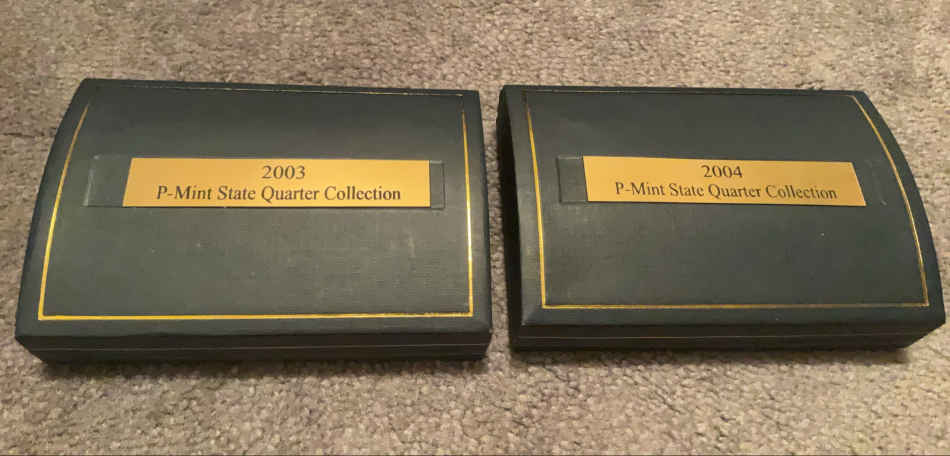 2003
P-Mint State Quarter Collection
2004
P-Mint State Quarter Collection